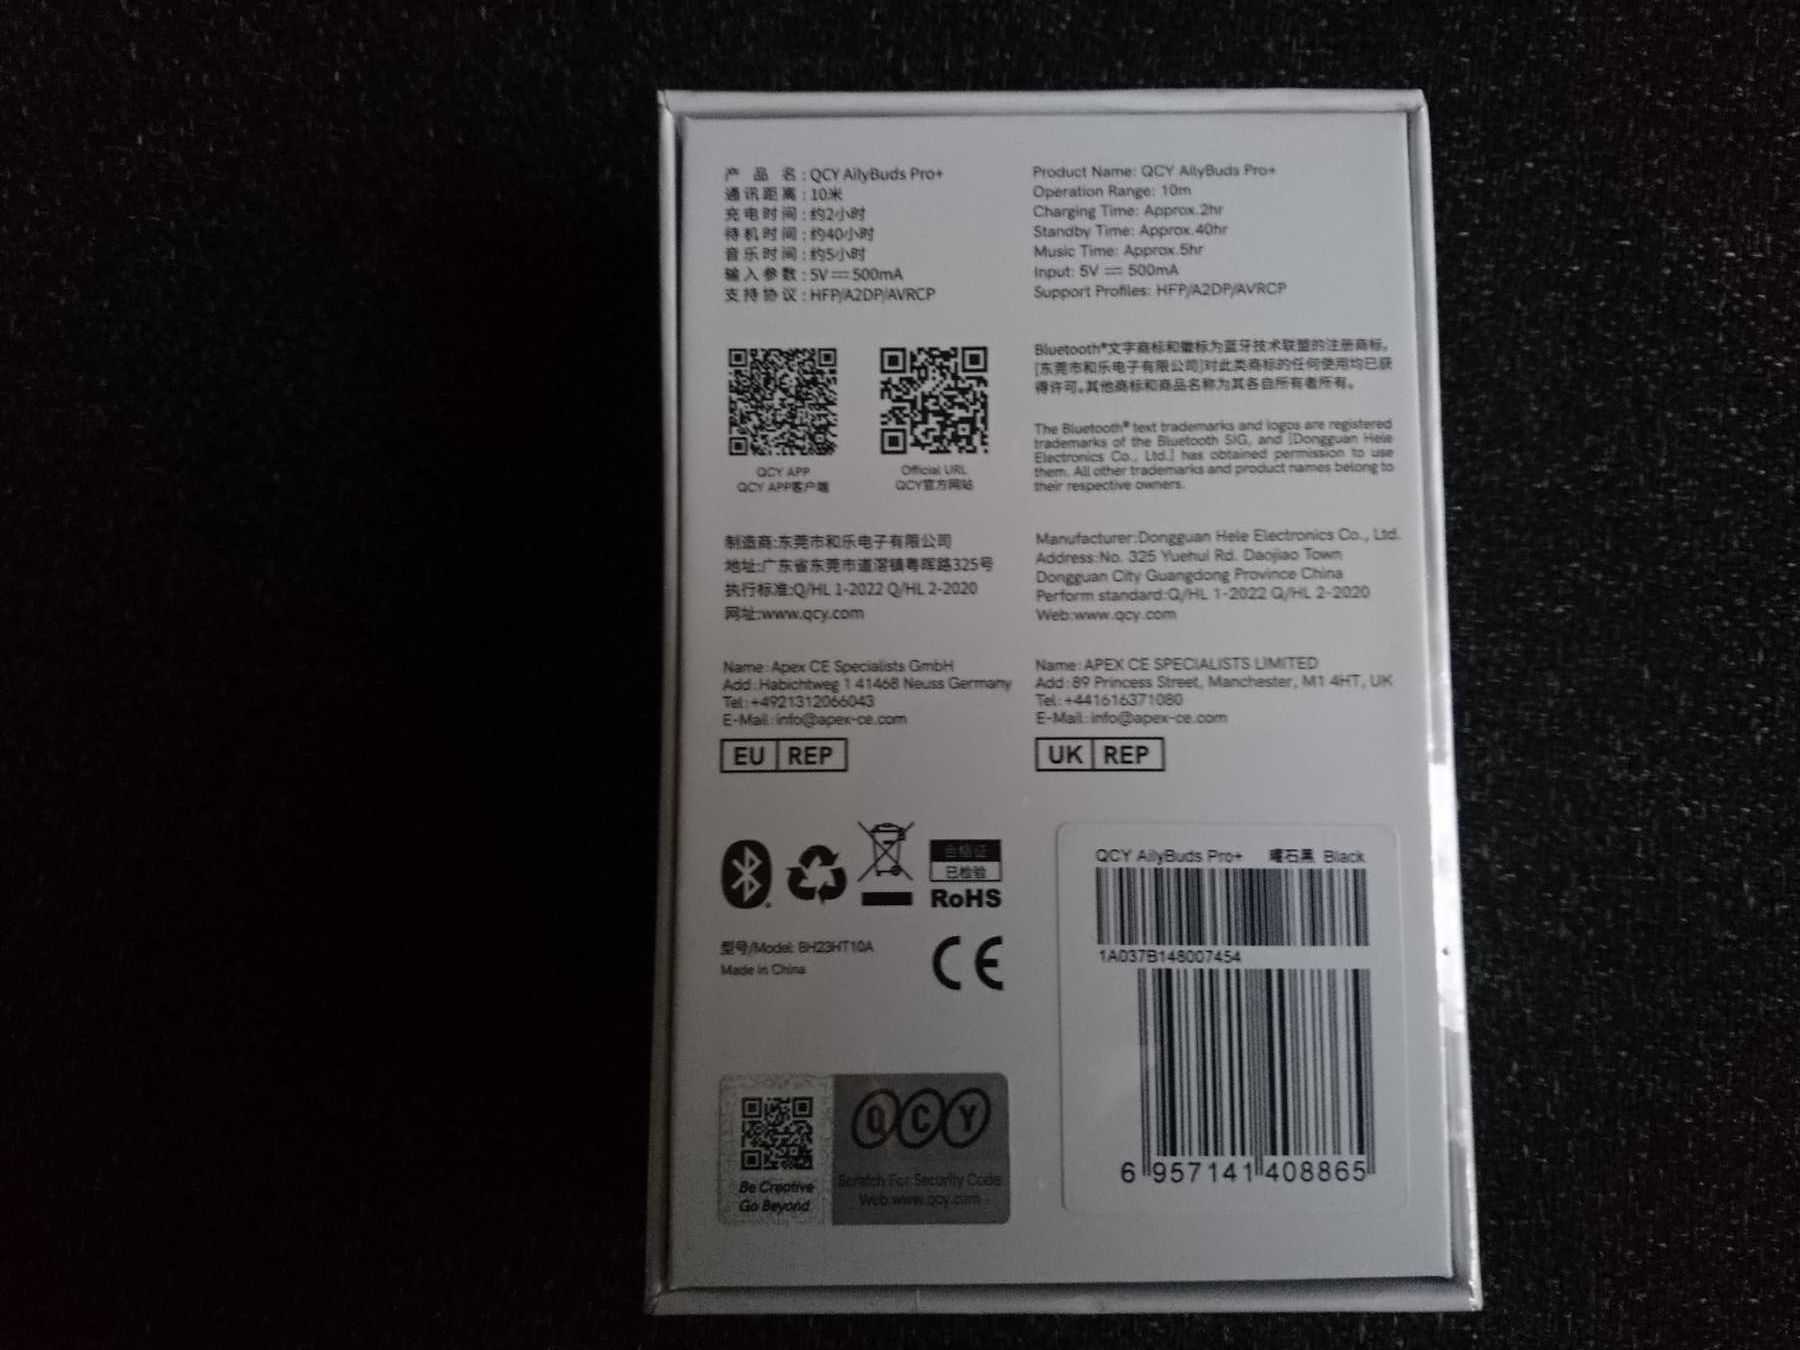 产品名:QCY AilyBuds Pro+
通讯距离:10米
充电时间:约2小时
待机时间:约40小时
音乐时间:约5小时
输入参数:5V⎓500mA
支持协议:HFP/A2DP/AVRCP
Product Name: QCY AilyBuds Pro+
Operation Range: 10m
Charging Time: Approx.2hr
Standby Time: Approx.40hr
Music Time: Approx.5hr
Input: 5V⎓500mA
Support Profiles: HFP/A2DP/AVRCP
QCY APP
QCY APP客户端
Official URL
QCY官方网站
Bluetooth®文字商标和徽标为蓝牙技术联盟的注册商标。
[东莞市和乐电子有限公司]对此类商标的任何使用均已获
得许可。其他商标和商品名称为其各自所有者所有。
The Bluetooth® text trademarks and logos are registered
trademarks of the Bluetooth SIG, and [Dongguan Hele
Electronics Co., Ltd.] has obtained permission to use
them. All other trademarks and product names belong to
their respective owners.
制造商:东莞市和乐电子有限公司
地址:广东省东莞市道滘镇粤晖路325号
执行标准:Q/HL 1-2022 Q/HL 2-2020
网址:www.qcy.com
Manufacturer:Dongguan Hele Electronics Co., Ltd.
Address:No. 325 Yuehui Rd. Daojiao Town
Dongguan City Guangdong Province China
Perform standard:Q/HL 1-2022 Q/HL 2-2020
Web:www.qcy.com
Name:Apex CE Specialists GmbH
Add:Habichtweg 1 41468 Neuss Germany
Tel:+4921312066043
E-Mail:info@apex-ce.com
EU REP
Name:APEX CE SPECIALISTS LIMITED
Add:89 Princess Street, Manchester, M1 4HT, UK
Tel:+441616371080
E-Mail:info@apex-ce.com
UK REP
合格证
已检验
RoHS
型号/Model: BH23HT10A
Made in China
CE
QCY AilyBuds Pro+ 曜石黑 Black
1A037B148007454
6 957141 408865
Be Creative
Go Beyond
QCY
Scratch For Security Code
Web:www.qcy.com